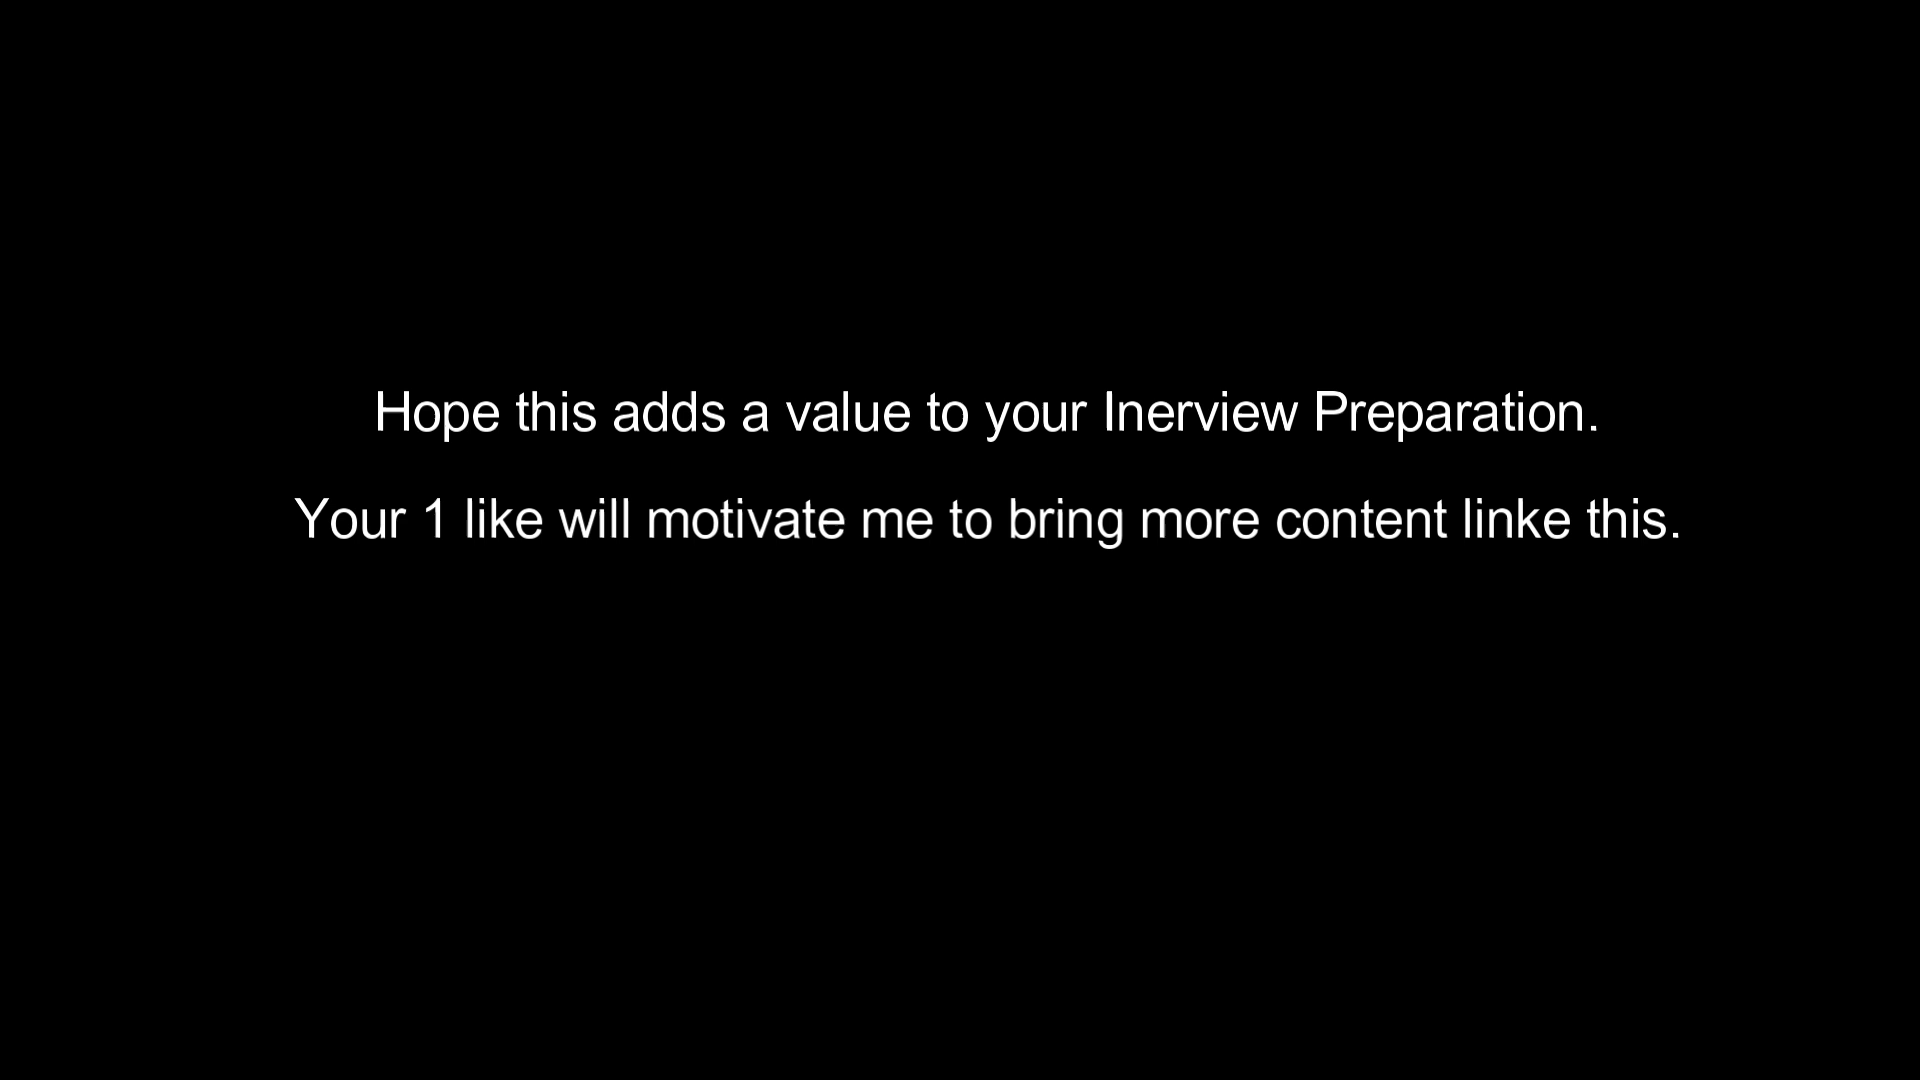 Hope this adds a value to your Inerview Preparation.
Your 1 like will motivate me to bring more content linke this.